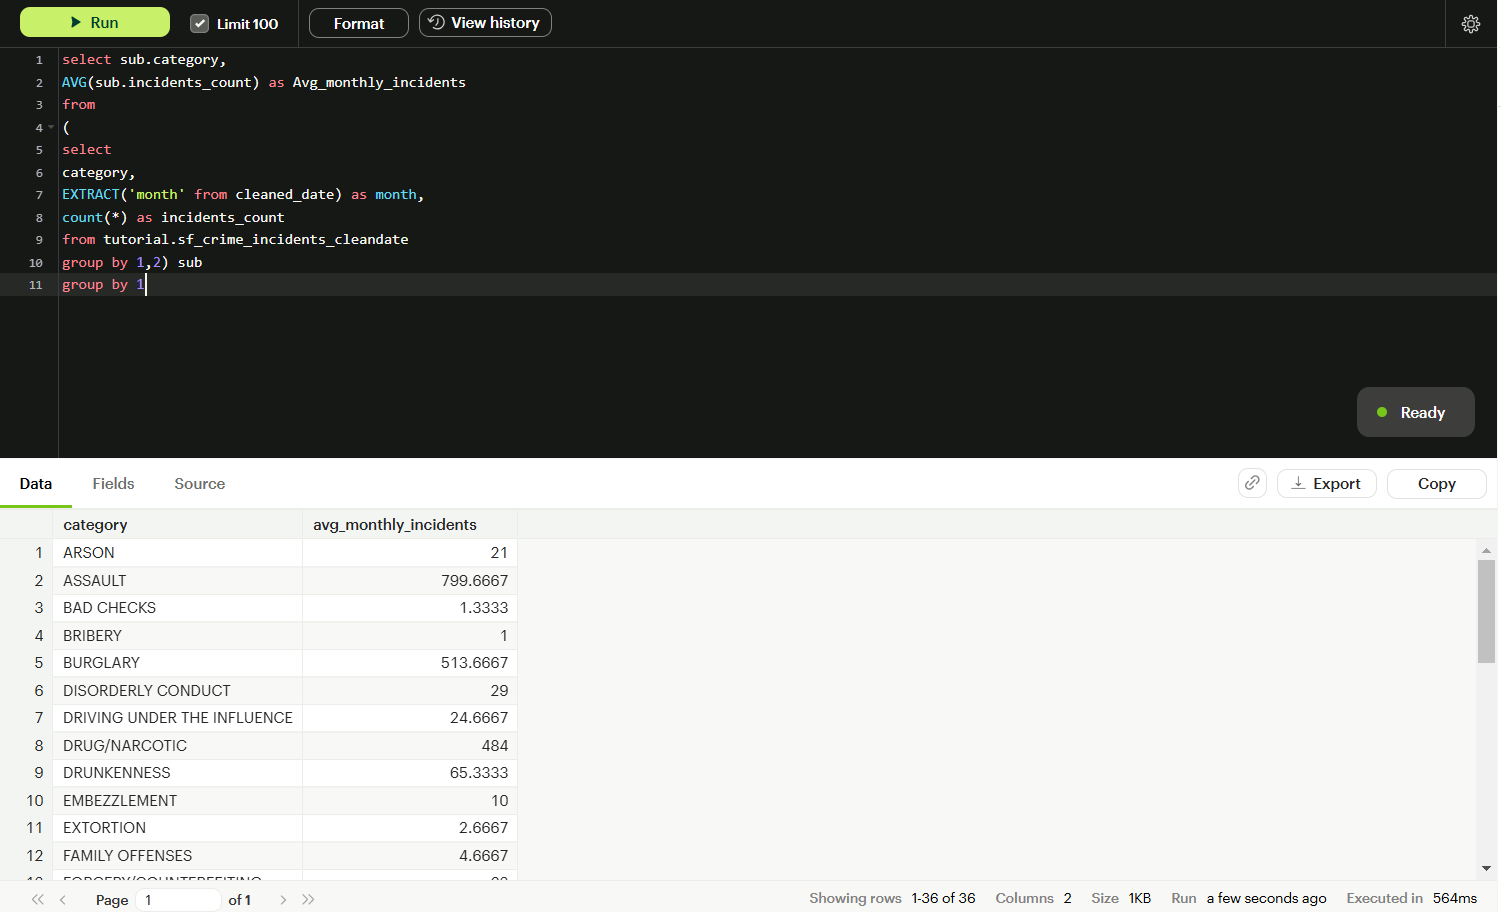 Run Limit 100 Format View history
1 select sub.category,
2 AVG(sub.incidents_count) as Avg_monthly_incidents
3 from
4 (
5 select
6 category,
7 EXTRACT('month' from cleaned_date) as month,
8 count(*) as incidents_count
9 from tutorial.sf_crime_incidents_cleandate
10 group by 1,2) sub
11 group by 1
Ready
Data Fields Source Export Copy
category avg_monthly_incidents
1 ARSON 21
2 ASSAULT 799.6667
3 BAD CHECKS 1.3333
4 BRIBERY 1
5 BURGLARY 513.6667
6 DISORDERLY CONDUCT 29
7 DRIVING UNDER THE INFLUENCE 24.6667
8 DRUG/NARCOTIC 484
9 DRUNKENNESS 65.3333
10 EMBEZZLEMENT 10
11 EXTORTION 2.6667
12 FAMILY OFFENSES 4.6667
FORGERY/COUNTERFEITING
Page 1 of 1 Showing rows 1-36 of 36 Columns 2 Size 1KB Run a few seconds ago Executed in 564ms